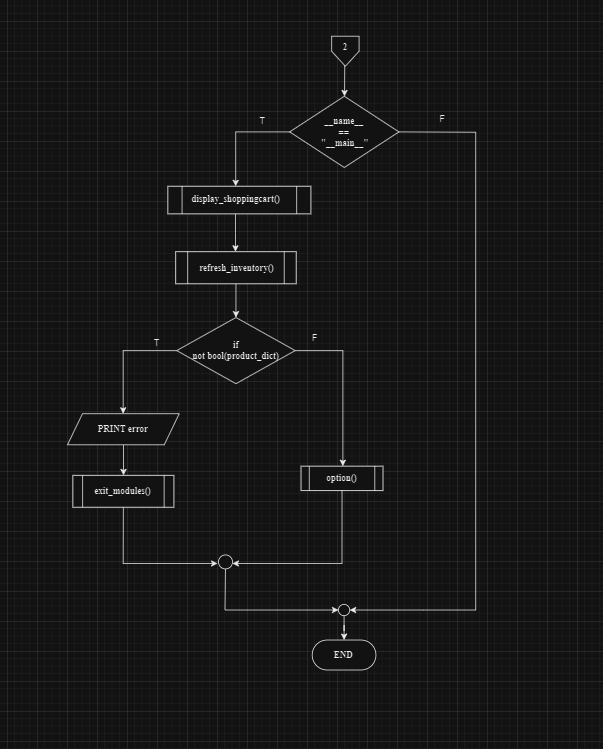 2
T
F
__name__
==
"__main__"
display_shoppingcart()
refresh_inventory()
if
not bool(product_dict)
T
F
PRINT error
exit_modules()
option()
END